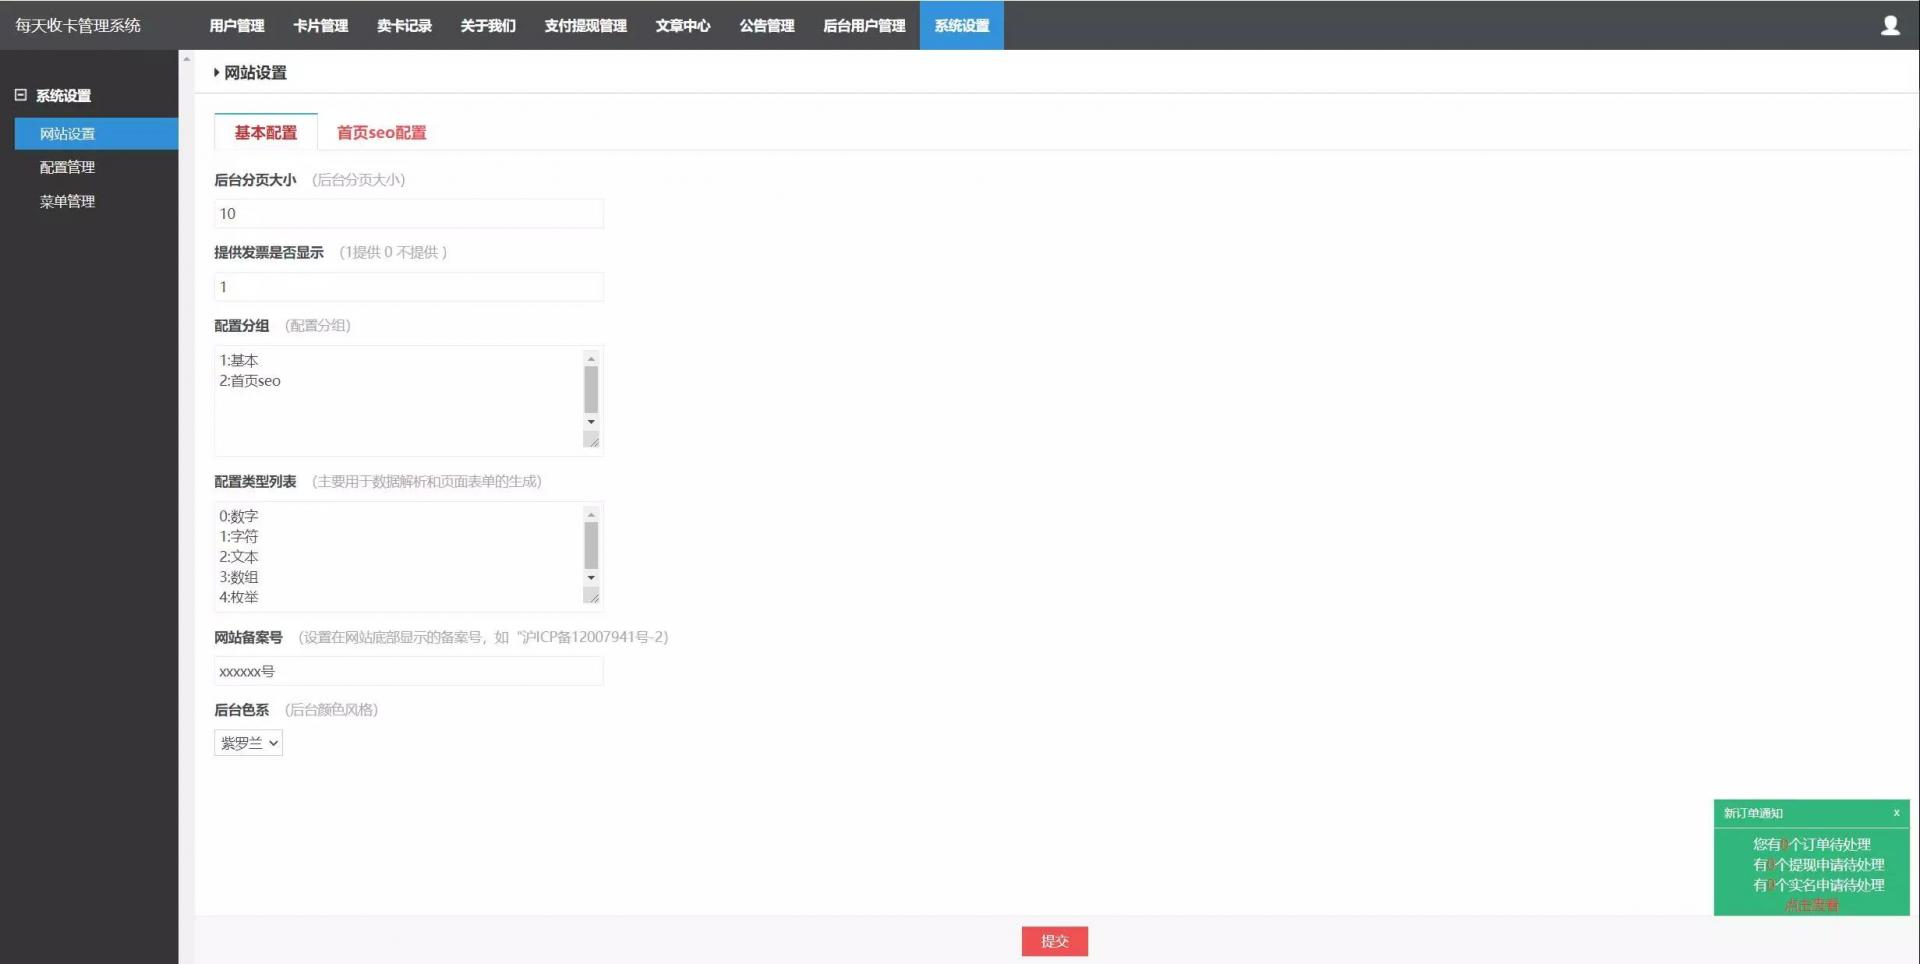 每天收卡管理系统
用户管理 卡片管理 卖卡记录 关于我们 支付提现管理 文章中心 公告管理 后台用户管理 系统设置
系统设置
网站设置
配置管理
菜单管理
网站设置
基本配置 首页seo配置
后台分页大小 （后台分页大小）
10
提供发票是否显示 （1提供 0 不提供 ）
1
配置分组 （配置分组）
1:基本
2:首页seo
配置类型列表 （主要用于数据解析和页面表单的生成）
0:数字
1:字符
2:文本
3:数组
4:枚举
网站备案号 （设置在网站底部显示的备案号，如“沪ICP备12007941号-2）
xxxxxx号
后台色系 （后台颜色风格）
紫罗兰
新订单通知 x
您有0个订单待处理
有0个提现申请待处理
有0个实名申请待处理
点击查看
提交